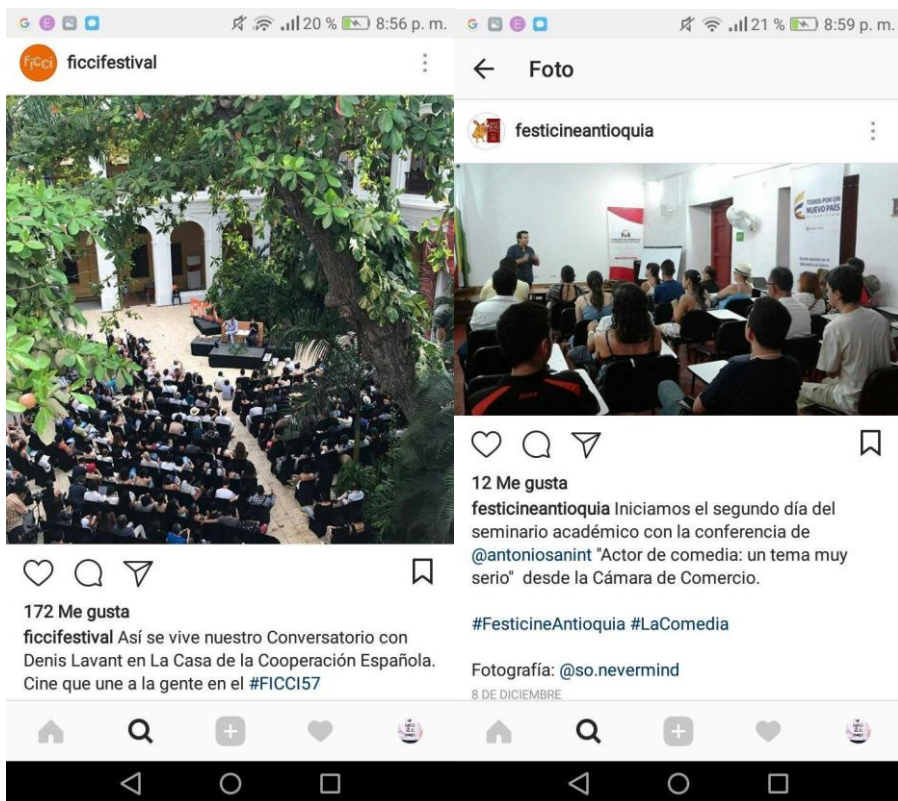 20 % 8:56 p. m.
FICCI
ficcifestival
172 Me gusta
ficcifestival Así se vive nuestro Conversatorio con
Denis Lavant en La Casa de la Cooperación Española.
Cine que une a la gente en el #FICCI57
21 % 8:59 p. m.
Foto
festicineantioquia
TODOS POR UN
NUEVO PAÍS
12 Me gusta
festicineantioquia Iniciamos el segundo día del
seminario académico con la conferencia de
@antoniosanint "Actor de comedia: un tema muy
serio" desde la Cámara de Comercio.
#FesticineAntioquia #LaComedia
Fotografía: @so.nevermind
8 DE DICIEMBRE